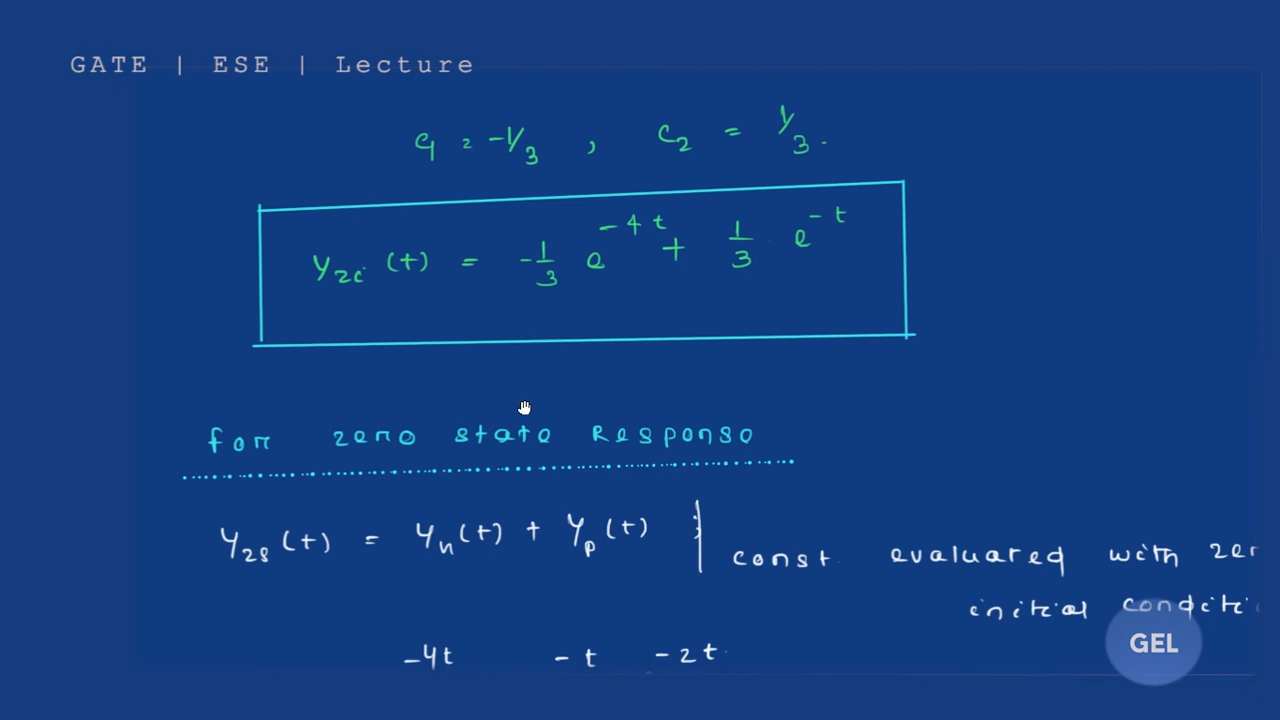 GATE | ESE | Lecture
C1 = -1/3 , C2 = 1/3.
yzi (t) = -1/3 e^-4t + 1/3 e^-t
for zero state Response
yzs (t) = yh (t) + yp (t) | const evaluated with zer
initial conditi
-4t -t -2t
GEL